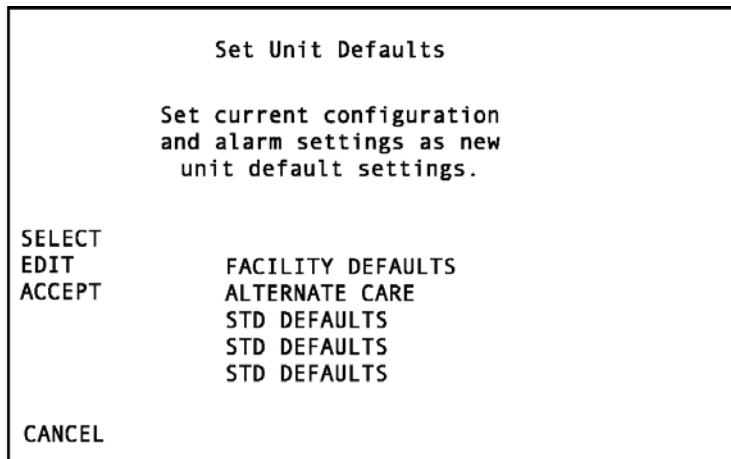 Set Unit Defaults
Set current configuration
and alarm settings as new
unit default settings.
SELECT
EDIT FACILITY DEFAULTS
ACCEPT ALTERNATE CARE
STD DEFAULTS
STD DEFAULTS
STD DEFAULTS
CANCEL